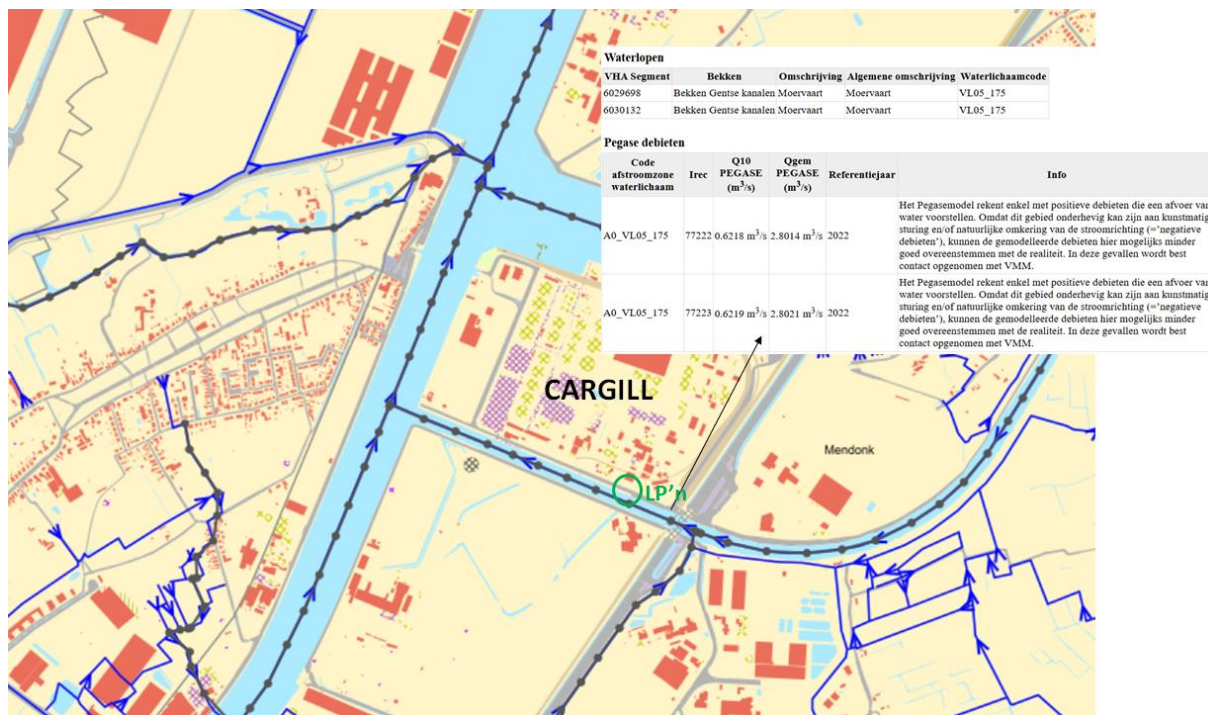 Waterlopen
VHA Segment Bekken Omschrijving Algemene omschrijving Waterlichaamcode
6029698 Bekken Gentse kanalen Moervaart Moervaart VL05_175
6030132 Bekken Gentse kanalen Moervaart Moervaart VL05_175
Pegase debieten
Code afstroomzone waterlichaam Irec Q10 PEGASE (m³/s) Qgem PEGASE (m³/s) Referentiejaar Info
A0_VL05_175 77222 0.6218 m³/s 2.8014 m³/s 2022
Het Pegasemodel rekent enkel met positieve debieten die een afvoer van
water voorstellen. Omdat dit gebied onderhevig kan zijn aan kunstmatig
sturing en/of natuurlijke omkering van de stroomrichting (='negatieve
debieten'), kunnen de gemodelleerde debieten hier mogelijks minder
goed overeenstemmen met de realiteit. In deze gevallen wordt best
contact opgenomen met VMM.
A0_VL05_175 77223 0.6219 m³/s 2.8021 m³/s 2022
Het Pegasemodel rekent enkel met positieve debieten die een afvoer van
water voorstellen. Omdat dit gebied onderhevig kan zijn aan kunstmatig
sturing en/of natuurlijke omkering van de stroomrichting (='negatieve
debieten'), kunnen de gemodelleerde debieten hier mogelijks minder
goed overeenstemmen met de realiteit. In deze gevallen wordt best
contact opgenomen met VMM.
CARGILL
Mendonk
LP'n